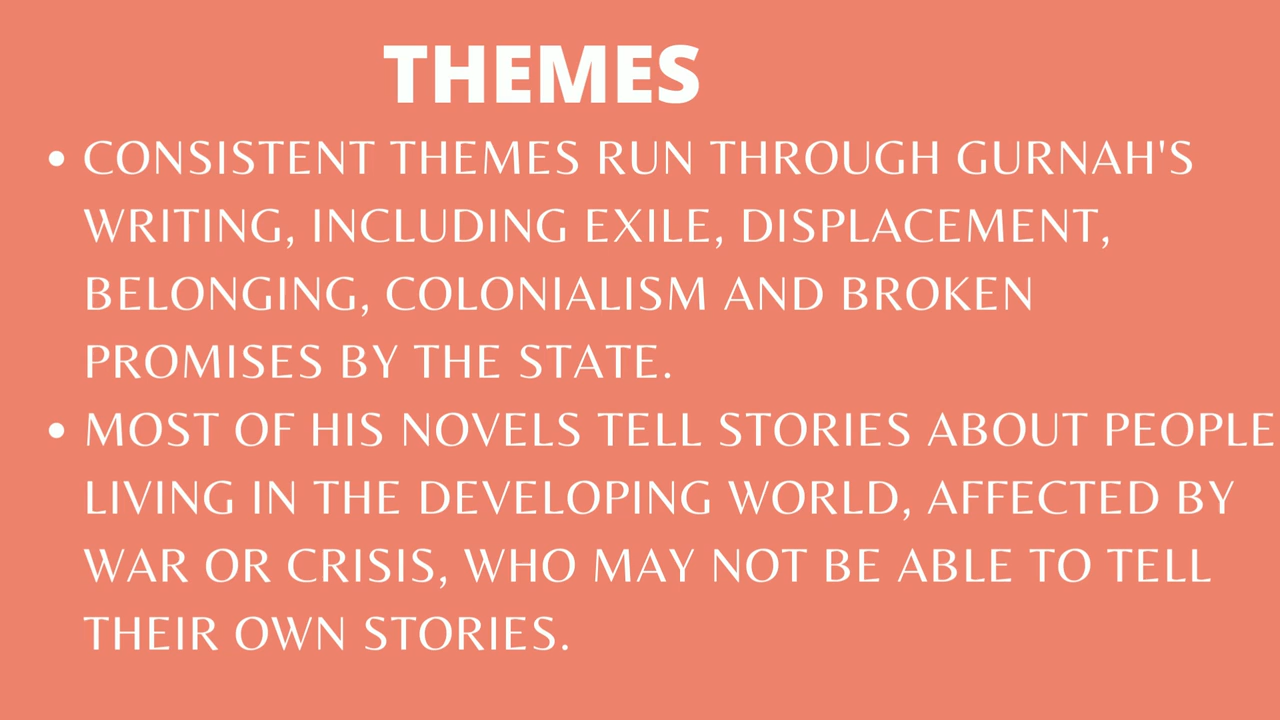 THEMES
• CONSISTENT THEMES RUN THROUGH GURNAH'S
WRITING, INCLUDING EXILE, DISPLACEMENT,
BELONGING, COLONIALISM AND BROKEN
PROMISES BY THE STATE.
• MOST OF HIS NOVELS TELL STORIES ABOUT PEOPLE
LIVING IN THE DEVELOPING WORLD, AFFECTED BY
WAR OR CRISIS, WHO MAY NOT BE ABLE TO TELL
THEIR OWN STORIES.